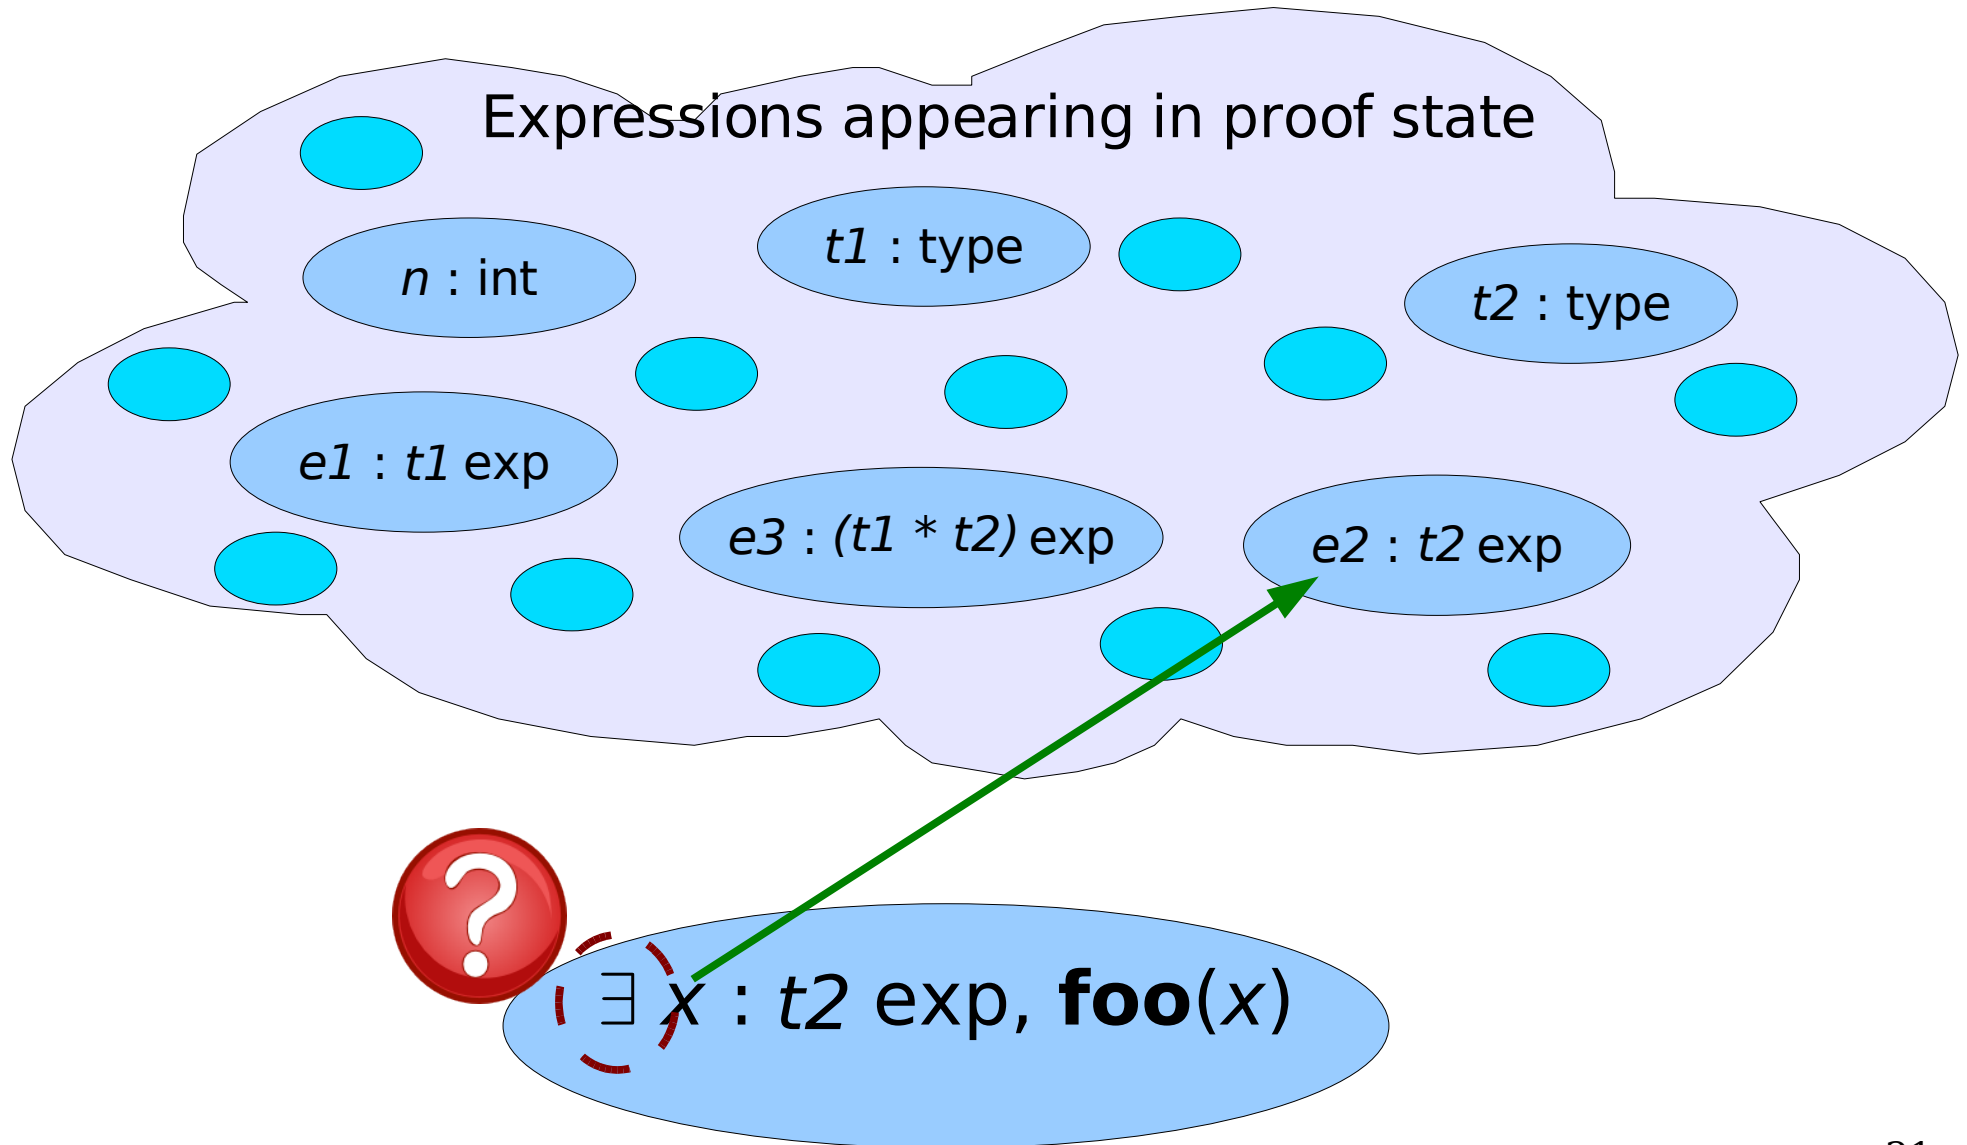 Expressions appearing in proof state
t1 : type
n : int
t2 : type
e1 : t1 exp
e3 : (t1 * t2) exp
e2 : t2 exp
?
∃ x : t2 exp, foo(x)